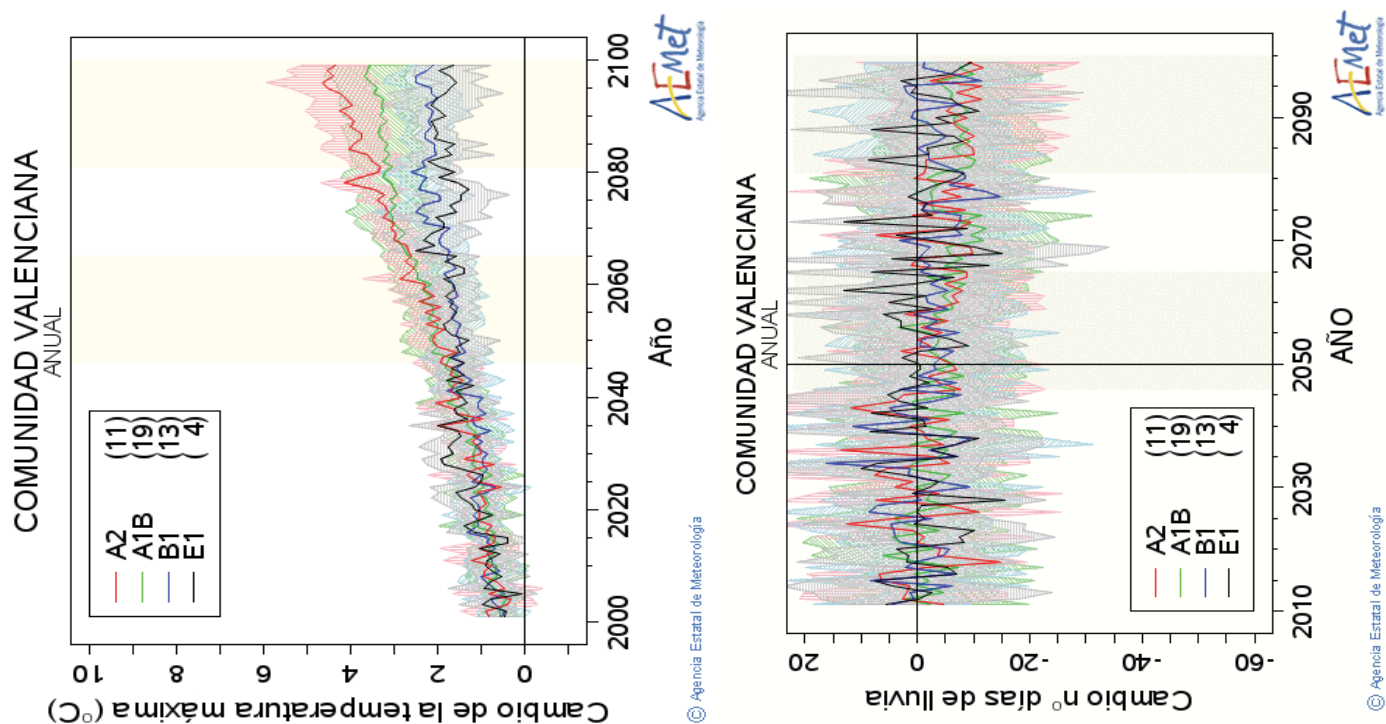 COMUNIDAD VALENCIANA
ANUAL
A2 (11)
A1B (19)
B1 (13)
E1 ( 4)
Cambio de la temperatura máxima (°C)
10
8
6
4
2
0
2000
2020
2040
2060
2080
2100
Año
© Agencia Estatal de Meteorología
AEMet
Agencia Estatal de Meteorología
COMUNIDAD VALENCIANA
ANUAL
A2 (11)
A1B (19)
B1 (13)
E1 ( 4)
Cambio n° días de lluvia
20
0
-20
-40
-60
2010
2030
2050
2070
2090
AÑO
© Agencia Estatal de Meteorología
AEMet
Agencia Estatal de Meteorología